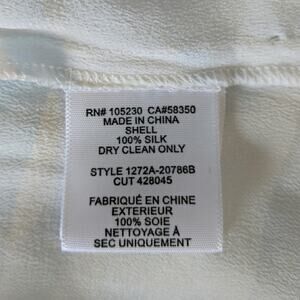 RN# 105230 CA#58350
MADE IN CHINA
SHELL
100% SILK
DRY CLEAN ONLY
STYLE 1272A-20786B
CUT 428045
FABRIQUÉ EN CHINE
EXTERIEUR
100% SOIE
NETTOYAGE À
SEC UNIQUEMENT